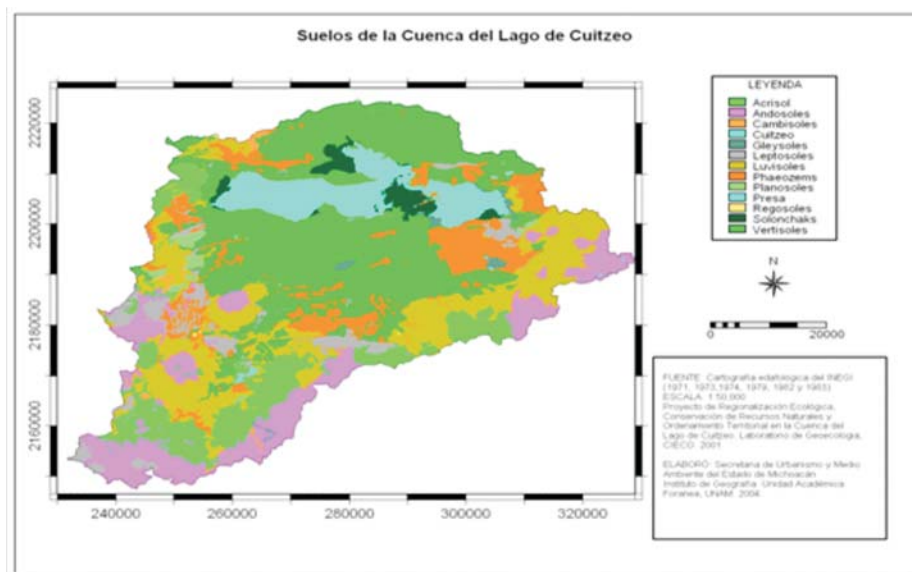 Suelos de la Cuenca del Lago de Cuitzeo
LEYENDA
Acrisol
Andosoles
Cambisoles
Cuitzeo
Gleysoles
Leptosoles
Luvisoles
Phaeozems
Planosoles
Presa
Regosoles
Solonchaks
Vertisoles
2220000
2200000
2180000
2160000
240000
260000
280000
300000
320000
N
0
20000
FUENTE: Cartografía edafológica del INEGI
(1971, 1973,1974, 1979, 1982 y 1983)
ESCALA: 1:50,000
Proyecto de Regionalización Ecológica,
Conservación de Recursos Naturales y
Ordenamiento Territorial en la Cuenca del
Lago de Cuitzeo. Laboratorio de Geoecología,
CIECO. 2001.
ELABORÓ: Secretaria de Urbanismo y Medio
Ambiente del Estado de Michoacán
Instituto de Geografía. Unidad Académica
Foranea, UNAM. 2004.